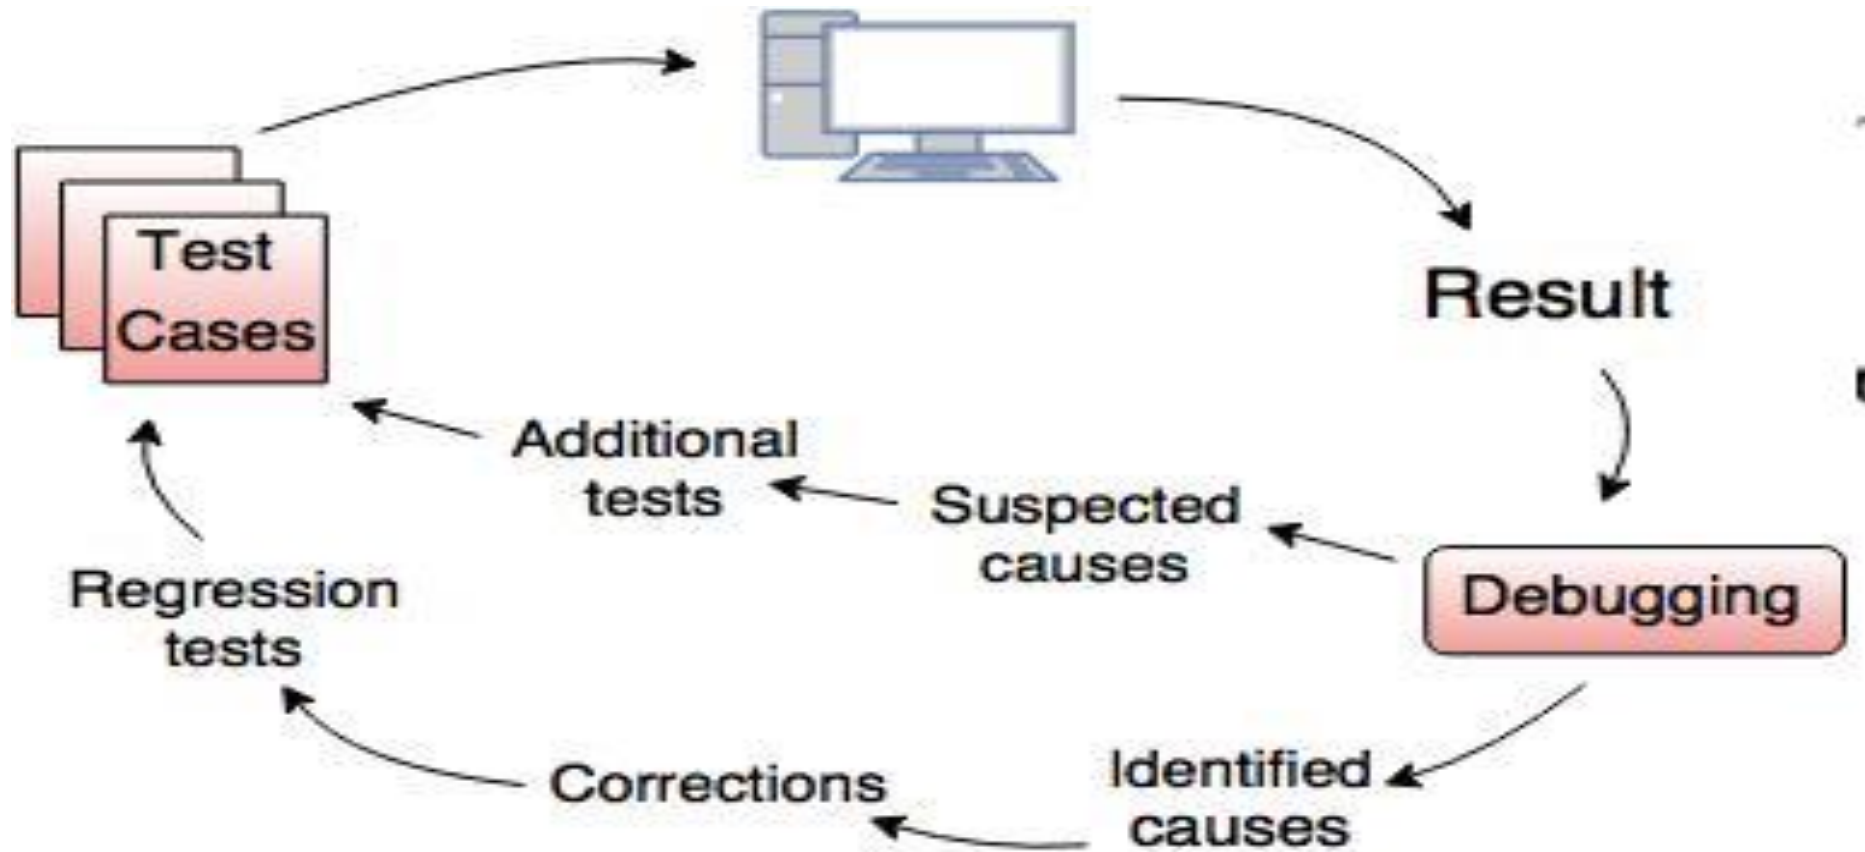 Test
Cases
Result
Additional
tests
Suspected
causes
Debugging
Regression
tests
Corrections
Identified
causes